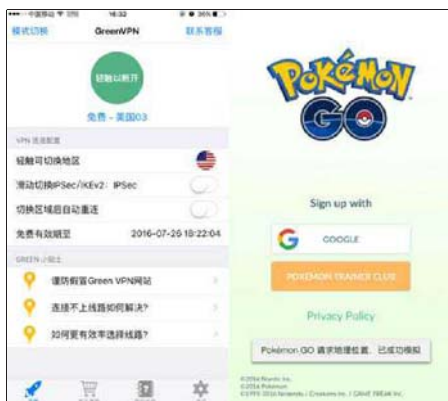 中国移动 VPN 16:32 36%
模式切换 GreenVPN 联系客服
轻触以断开
免费 - 美国03
VPN 连接配置
轻触可切换地区
滑动切换IPSec/IKEv2: IPSec
切换区域后自动重连
免费有效期至 2016-07-26 18:22:04
GREEN小贴士
谨防假冒Green VPN网站
连接不上线路如何解决?
如何更有效率选择线路?
POKéMON
GO
Sign up with
GOOGLE
POKÉMON TRAINER CLUB
Privacy Policy
Pokémon GO 请求地理位置，已成功模拟
©2016 Niantic Inc.
©2016 Pokémon.
©1995-2016 Nintendo / Creatures Inc. / GAME FREAK Inc.